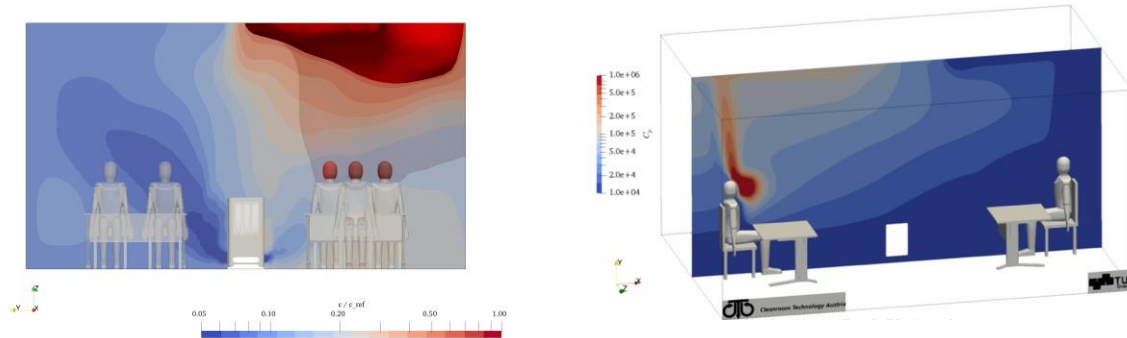 Z
Y
X
c / c_ref
0.05
0.10
0.20
0.50
1.00
1.0e+06
5.0e+5
2.0e+5
1.0e+5
5.0e+4
2.0e+4
1.0e+04
Y
X
Z
Cleanroom Technology Austria
TU